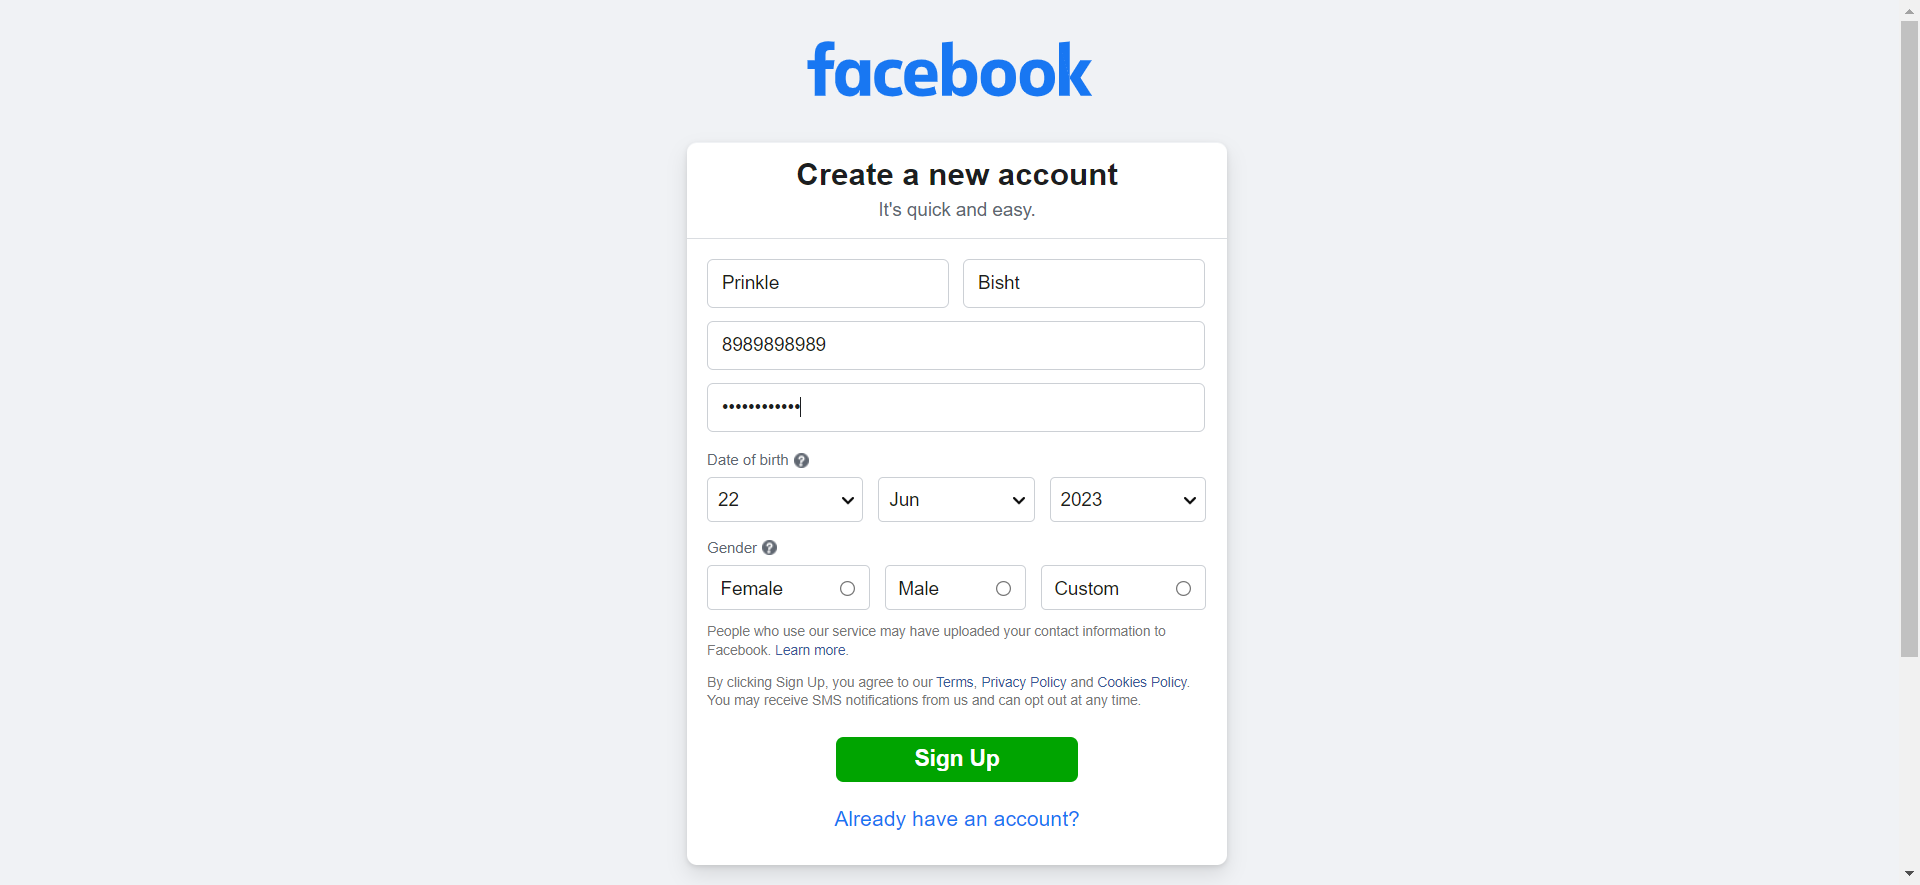 facebook
Create a new account
It's quick and easy.
Prinkle Bisht
8989898989
••••••••••••
Date of birth ?
22 Jun 2023
Gender ?
Female Male Custom
People who use our service may have uploaded your contact information to
Facebook. Learn more.
By clicking Sign Up, you agree to our Terms, Privacy Policy and Cookies Policy.
You may receive SMS notifications from us and can opt out at any time.
Sign Up
Already have an account?